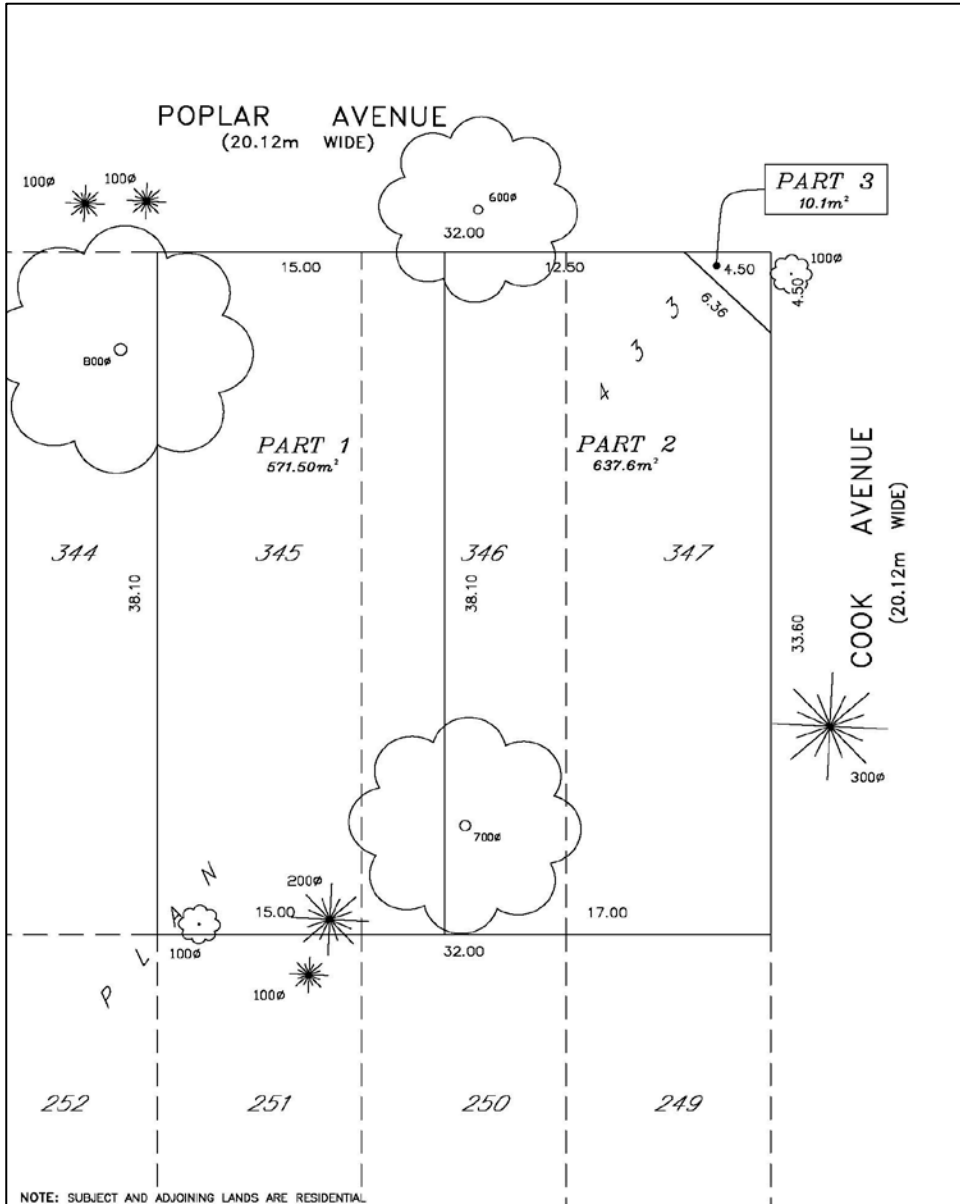 POPLAR AVENUE
(20.12m WIDE)
PART 3
10.1m²
100ø
100ø
600ø
32.00
15.00
12.50
4.50
100ø
4.50
6.36
800ø
PLAN 433
PART 1
571.50m²
PART 2
637.6m²
COOK AVENUE
(20.12m WIDE)
344
345
346
347
38.10
38.10
33.60
300ø
700ø
200ø
15.00
17.00
100ø
32.00
100ø
252
251
250
249
NOTE: SUBJECT AND ADJOINING LANDS ARE RESIDENTIAL